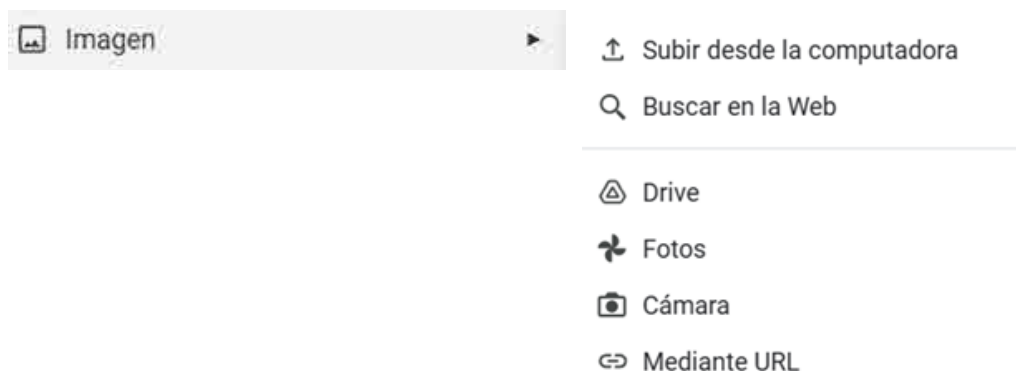 Imagen
Subir desde la computadora
Buscar en la Web
Drive
Fotos
Cámara
Mediante URL